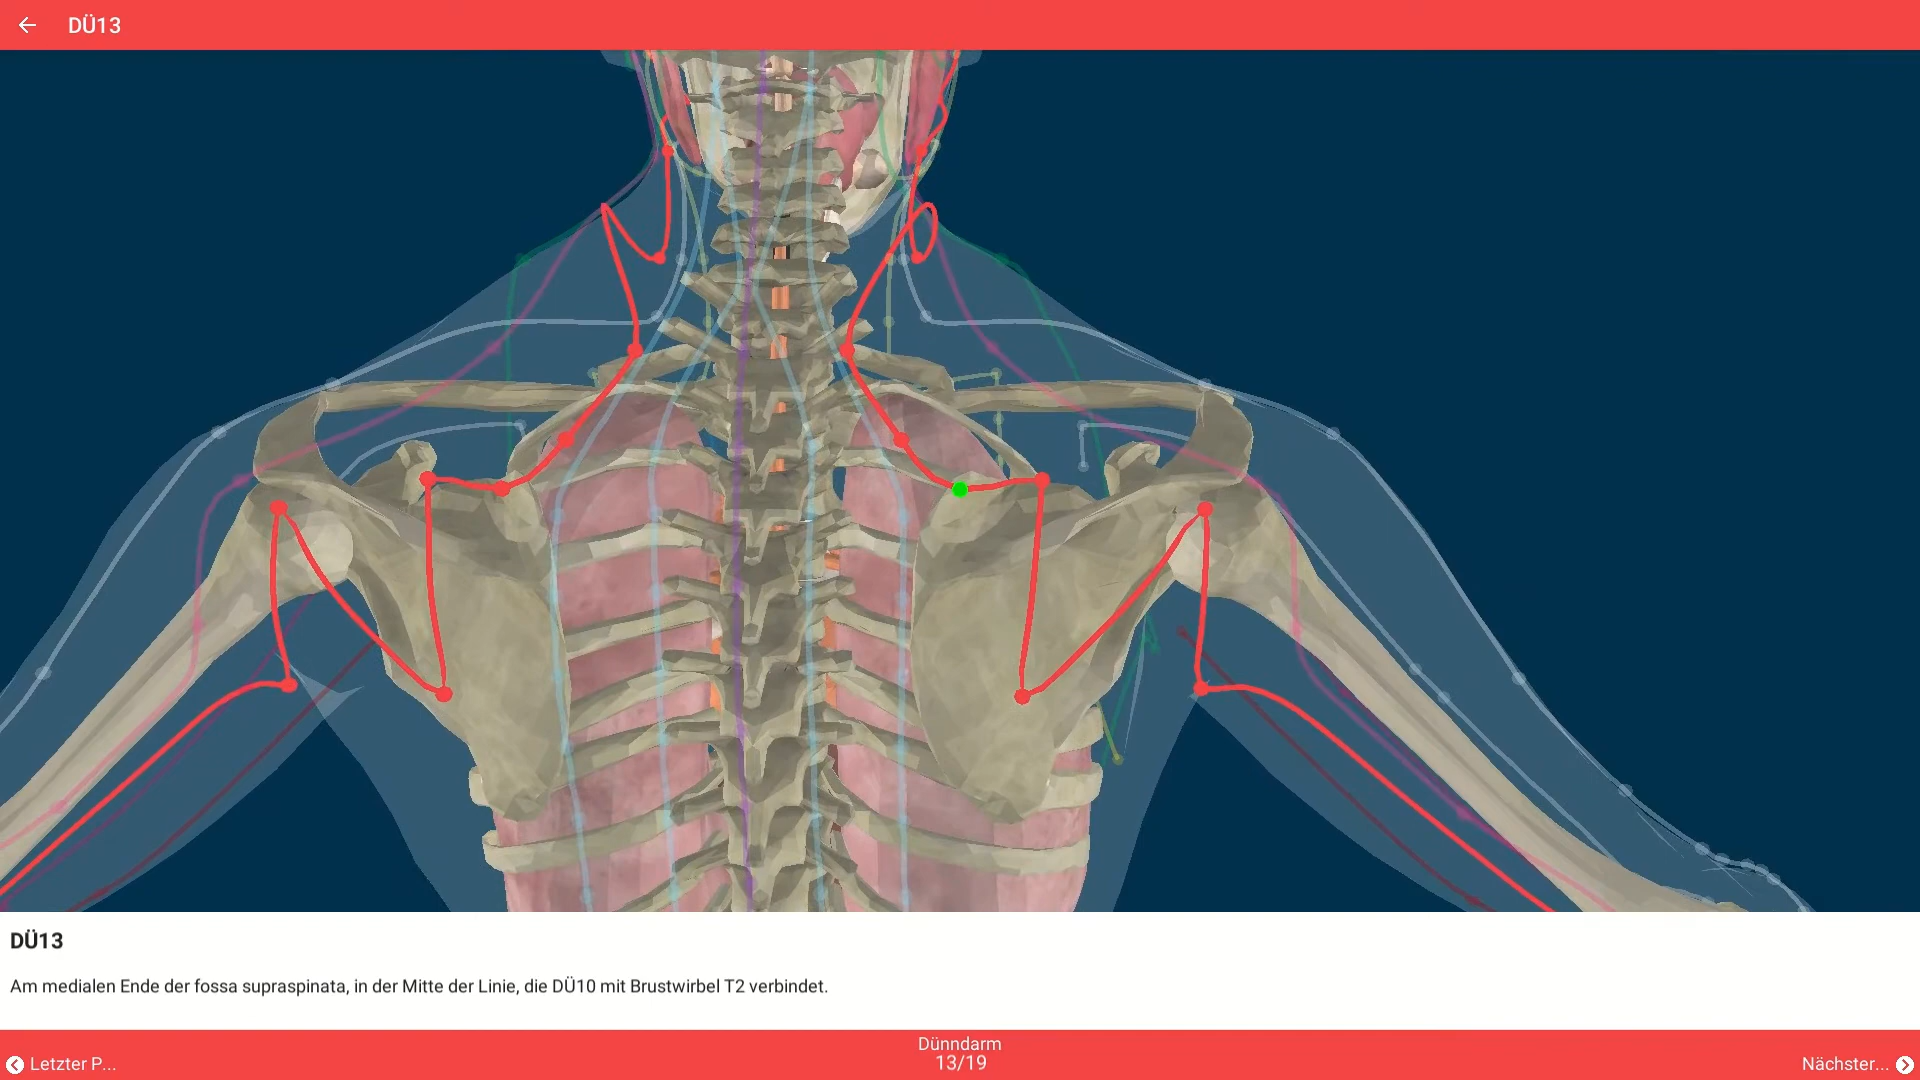 DÜ13
DÜ13
Am medialen Ende der fossa supraspinata, in der Mitte der Linie, die DÜ10 mit Brustwirbel T2 verbindet.
Dünndarm
13/19
Letzter P...
Nächster...